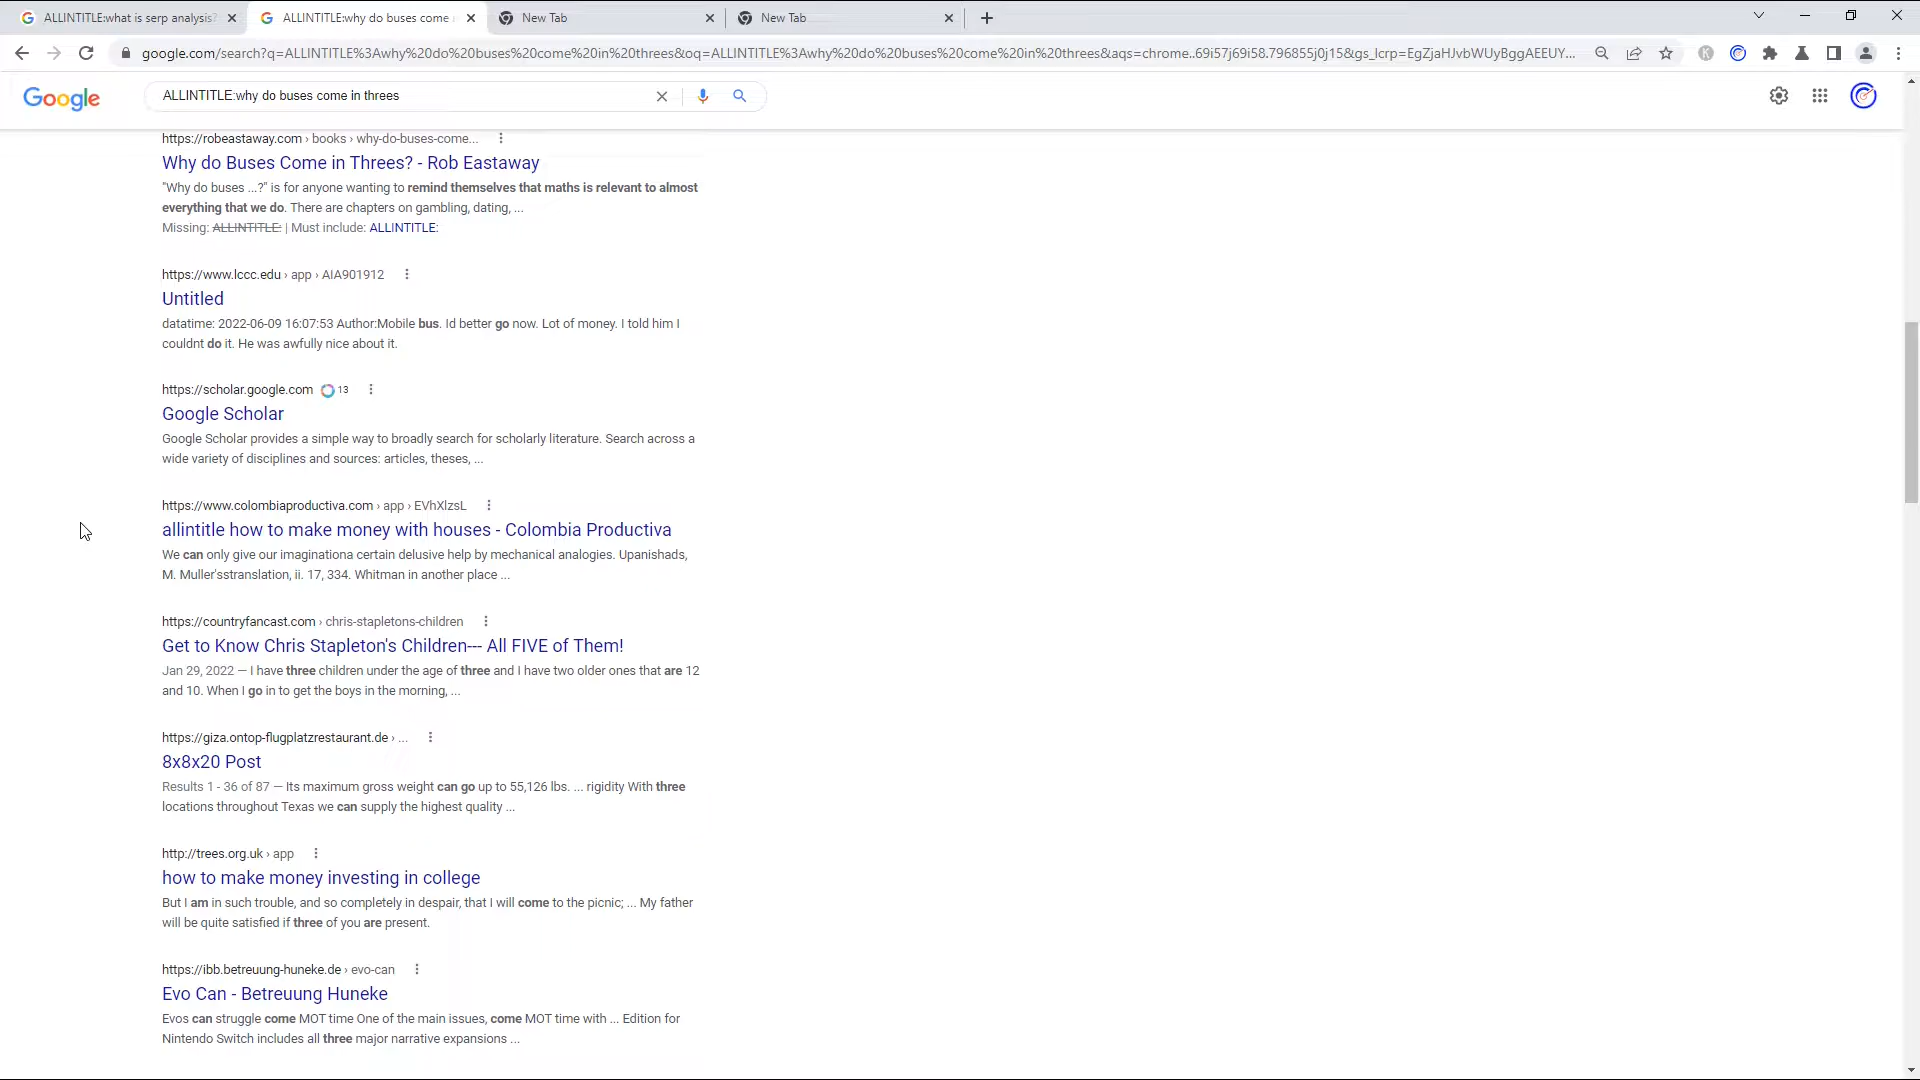 ALLINTITLE:what is serp analysis?
ALLINTITLE:why do buses come
New Tab
New Tab
google.com/search?q=ALLINTITLE%3Awhy%20do%20buses%20come%20in%20threes&oq=ALLINTITLE%3Awhy%20do%20buses%20come%20in%20threes&aqs=chrome..69i57j69i58.796855j0j15&gs_lcrp=EgZjaHJvbWUyBggAEEUY...
Google
ALLINTITLE:why do buses come in threes
https://robeastaway.com › books › why-do-buses-come...
Why do Buses Come in Threes? - Rob Eastaway
"Why do buses ...?" is for anyone wanting to remind themselves that maths is relevant to almost
everything that we do. There are chapters on gambling, dating, ...
Missing: ALLINTITLE: | Must include: ALLINTITLE:
https://www.lccc.edu › app › AIA901912
Untitled
datatime: 2022-06-09 16:07:53 Author:Mobile bus. Id better go now. Lot of money. I told him I
couldnt do it. He was awfully nice about it.
https://scholar.google.com 13
Google Scholar
Google Scholar provides a simple way to broadly search for scholarly literature. Search across a
wide variety of disciplines and sources: articles, theses, ...
https://www.colombiaproductiva.com › app › EVhXlzsL
allintitle how to make money with houses - Colombia Productiva
We can only give our imaginationa certain delusive help by mechanical analogies. Upanishads,
M. Muller'sstranslation, ii. 17, 334. Whitman in another place ...
https://countryfancast.com › chris-stapletons-children
Get to Know Chris Stapleton's Children--- All FIVE of Them!
Jan 29, 2022 — I have three children under the age of three and I have two older ones that are 12
and 10. When I go in to get the boys in the morning, ...
https://giza.ontop-flugplatzrestaurant.de › ...
8x8x20 Post
Results 1 - 36 of 87 — Its maximum gross weight can go up to 55,126 lbs. ... rigidity With three
locations throughout Texas we can supply the highest quality ...
http://trees.org.uk › app
how to make money investing in college
But I am in such trouble, and so completely in despair, that I will come to the picnic; ... My father
will be quite satisfied if three of you are present.
https://ibb.betreuung-huneke.de › evo-can
Evo Can - Betreuung Huneke
Evos can struggle come MOT time One of the main issues, come MOT time with ... Edition for
Nintendo Switch includes all three major narrative expansions ...